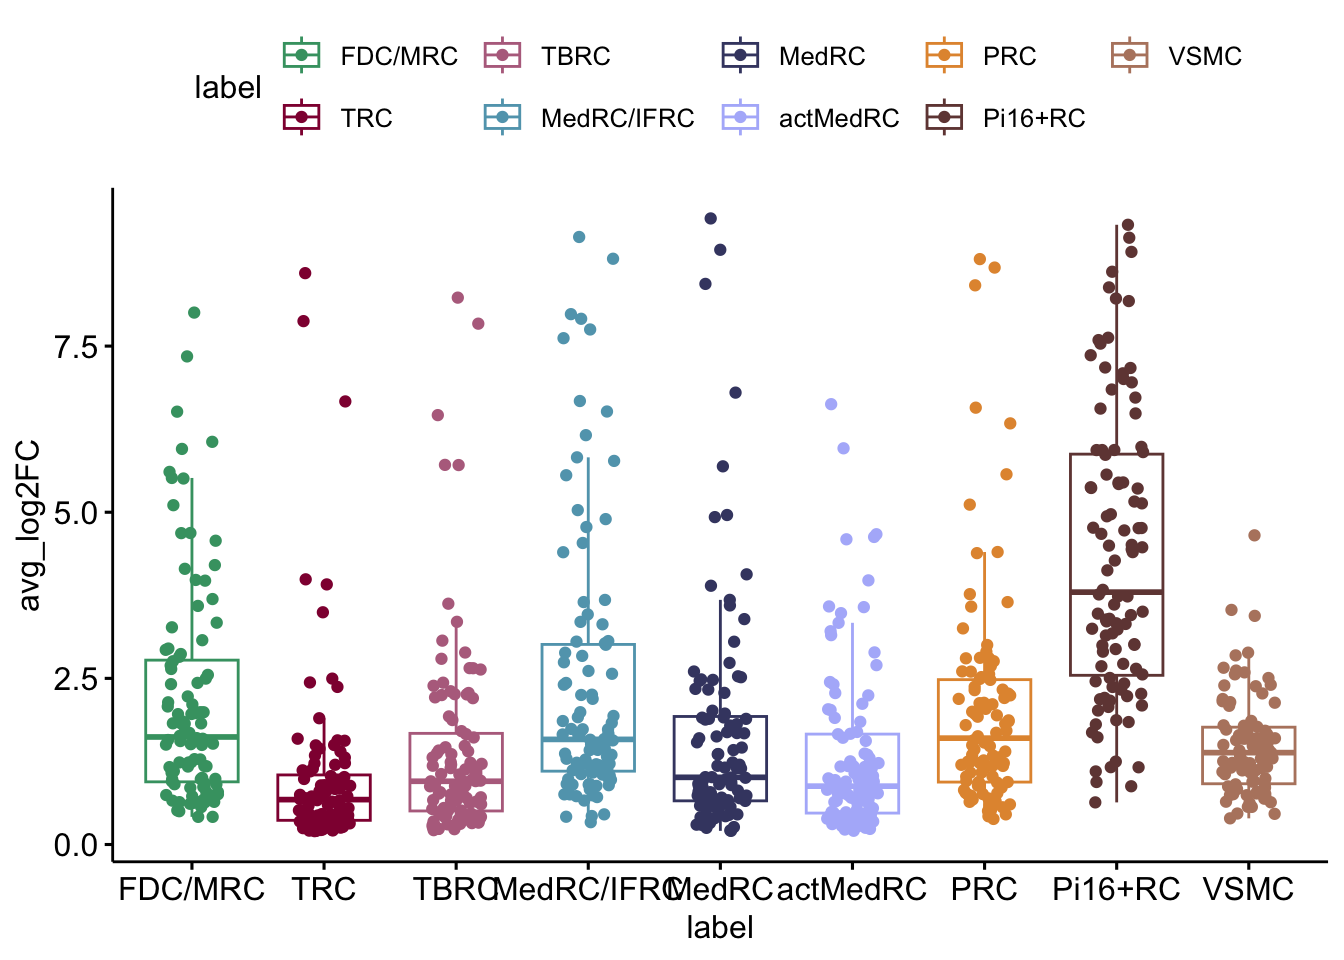 label
FDC/MRC TBRC MedRC PRC VSMC
TRC MedRC/IFRC actMedRC Pi16+RC
avg_log2FC
7.5
5.0
2.5
0.0
FDC/MRC TRC TBRC MedRC/IFRC MedRC actMedRC PRC Pi16+RC VSMC
label